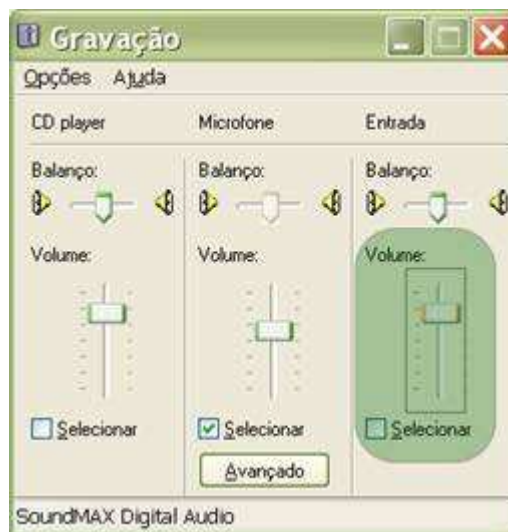 Gravação
Opções Ajuda
CD player Microfone Entrada
Balanço: Balanço: Balanço:
Volume: Volume: Volume:
Selecionar Selecionar Selecionar
Avançado
SoundMAX Digital Audio